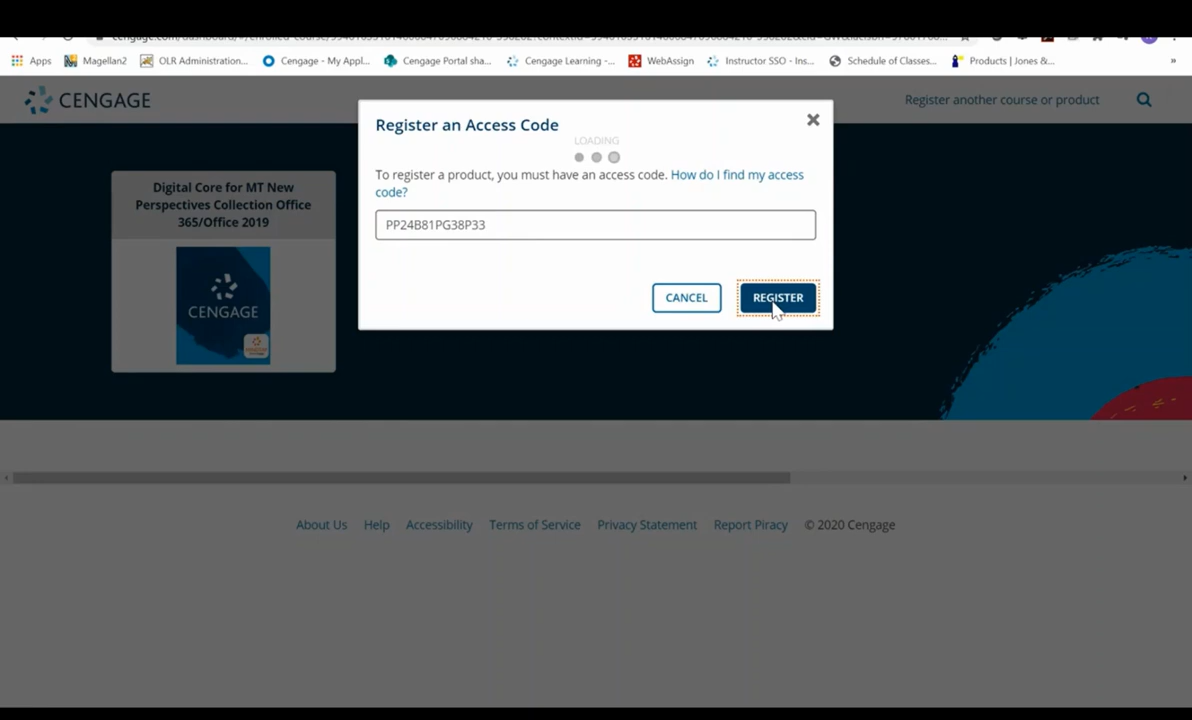 Apps Magellan2 OLR Administration... Cengage - My Appl... Cengage Portal sha... Cengage Learning -... WebAssign Instructor SSO - Ins... Schedule of Classes... Products | Jones &... »
CENGAGE
Register another course or product
Register an Access Code
LOADING
To register a product, you must have an access code. How do I find my access
code?
PP24B81PG38P33
CANCEL
REGISTER
Digital Core for MT New
Perspectives Collection Office
365/Office 2019
CENGAGE
About Us Help Accessibility Terms of Service Privacy Statement Report Piracy © 2020 Cengage